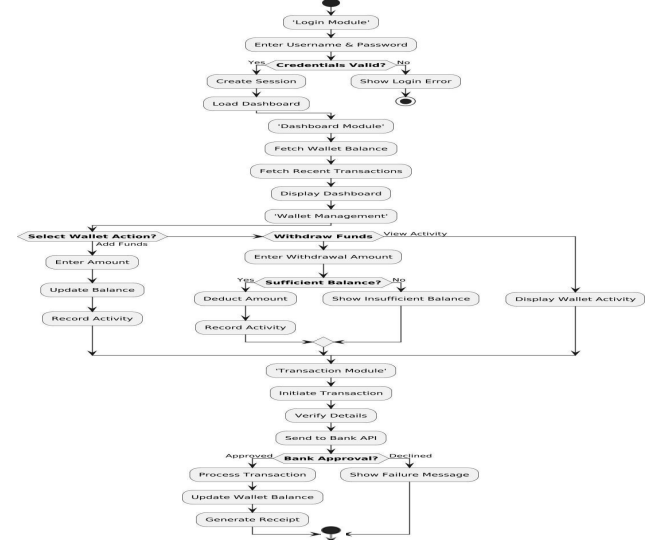 'Login Module'
Enter Username & Password
Yes
Credentials Valid?
No
Create Session
Show Login Error
Load Dashboard
'Dashboard Module'
Fetch Wallet Balance
Fetch Recent Transactions
Display Dashboard
'Wallet Management'
Select Wallet Action?
Withdraw Funds
View Activity
Add Funds
Enter Amount
Enter Withdrawal Amount
Yes
Sufficient Balance?
No
Update Balance
Deduct Amount
Show Insufficient Balance
Display Wallet Activity
Record Activity
Record Activity
'Transaction Module'
Initiate Transaction
Verify Details
Send to Bank API
Approved
Bank Approval?
Declined
Process Transaction
Show Failure Message
Update Wallet Balance
Generate Receipt